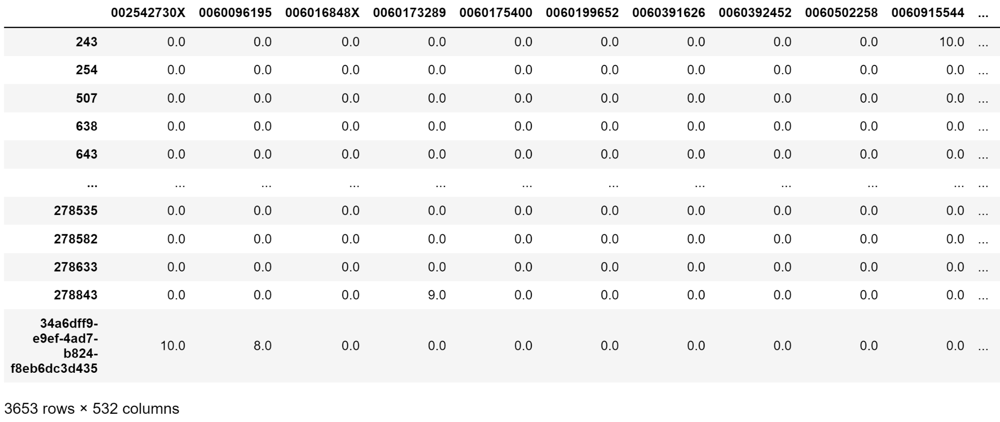 002542730X 0060096195 006016848X 0060173289 0060175400 0060199652 0060391626 0060392452 0060502258 0060915544 ...
243 0.0 0.0 0.0 0.0 0.0 0.0 0.0 0.0 0.0 10.0 ...
254 0.0 0.0 0.0 0.0 0.0 0.0 0.0 0.0 0.0 0.0 ...
507 0.0 0.0 0.0 0.0 0.0 0.0 0.0 0.0 0.0 0.0 ...
638 0.0 0.0 0.0 0.0 0.0 0.0 0.0 0.0 0.0 0.0 ...
643 0.0 0.0 0.0 0.0 0.0 0.0 0.0 0.0 0.0 0.0 ...
... ... ... ... ... ... ... ... ... ... ... ...
278535 0.0 0.0 0.0 0.0 0.0 0.0 0.0 0.0 0.0 0.0 ...
278582 0.0 0.0 0.0 0.0 0.0 0.0 0.0 0.0 0.0 0.0 ...
278633 0.0 0.0 0.0 0.0 0.0 0.0 0.0 0.0 0.0 0.0 ...
278843 0.0 0.0 0.0 9.0 0.0 0.0 0.0 0.0 0.0 0.0 ...
34a6dff9-
e9ef-4ad7-
b824-
f8eb6dc3d435
10.0 8.0 0.0 0.0 0.0 0.0 0.0 0.0 0.0 0.0 ...
3653 rows × 532 columns